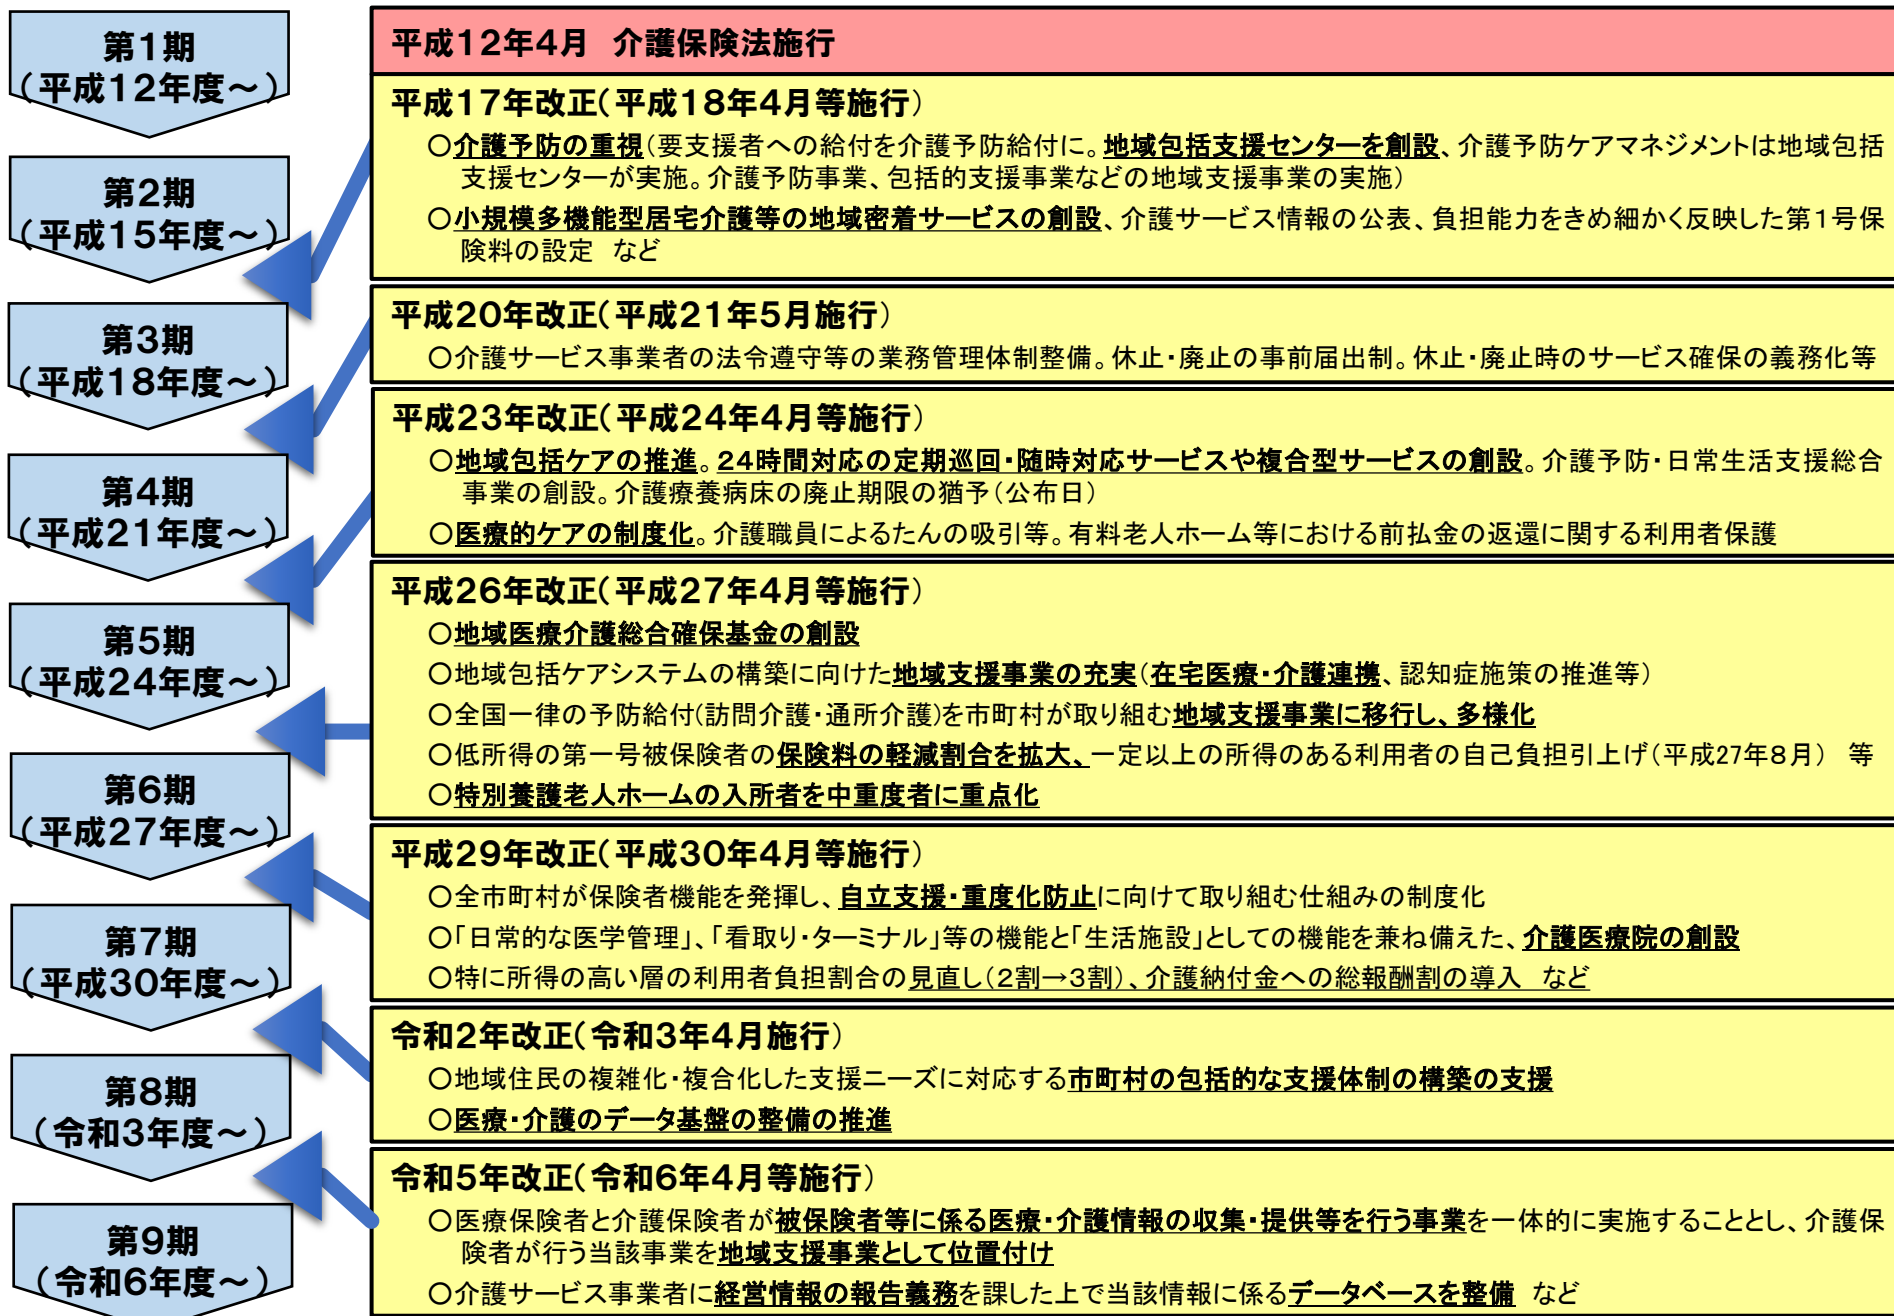 第1期
(平成12年度～)
第2期
(平成15年度～)
第3期
(平成18年度～)
第4期
(平成21年度～)
第5期
(平成24年度～)
第6期
(平成27年度～)
第7期
(平成30年度～)
第8期
(令和3年度～)
第9期
(令和6年度～)
平成12年4月　介護保険法施行
平成17年改正(平成18年4月等施行)
○介護予防の重視(要支援者への給付を介護予防給付に。地域包括支援センターを創設、介護予防ケアマネジメントは地域包括
支援センターが実施。介護予防事業、包括的支援事業などの地域支援事業の実施)
○小規模多機能型居宅介護等の地域密着サービスの創設、介護サービス情報の公表、負担能力をきめ細かく反映した第1号保
険料の設定　など
平成20年改正(平成21年5月施行)
○介護サービス事業者の法令遵守等の業務管理体制整備。休止・廃止の事前届出制。休止・廃止時のサービス確保の義務化等
平成23年改正(平成24年4月等施行)
○地域包括ケアの推進。24時間対応の定期巡回・随時対応サービスや複合型サービスの創設。介護予防・日常生活支援総合
事業の創設。介護療養病床の廃止期限の猶予(公布日)
○医療的ケアの制度化。介護職員によるたんの吸引等。有料老人ホーム等における前払金の返還に関する利用者保護
平成26年改正(平成27年4月等施行)
○地域医療介護総合確保基金の創設
○地域包括ケアシステムの構築に向けた地域支援事業の充実(在宅医療・介護連携、認知症施策の推進等)
○全国一律の予防給付(訪問介護・通所介護)を市町村が取り組む地域支援事業に移行し、多様化
○低所得の第一号被保険者の保険料の軽減割合を拡大、一定以上の所得のある利用者の自己負担引上げ(平成27年8月)　等
○特別養護老人ホームの入所者を中重度者に重点化
平成29年改正(平成30年4月等施行)
○全市町村が保険者機能を発揮し、自立支援・重度化防止に向けて取り組む仕組みの制度化
○「日常的な医学管理」、「看取り・ターミナル」等の機能と「生活施設」としての機能を兼ね備えた、介護医療院の創設
○特に所得の高い層の利用者負担割合の見直し(2割→3割)、介護納付金への総報酬割の導入　など
令和2年改正(令和3年4月施行)
○地域住民の複雑化・複合化した支援ニーズに対応する市町村の包括的な支援体制の構築の支援
○医療・介護のデータ基盤の整備の推進
令和5年改正(令和6年4月等施行)
○医療保険者と介護保険者が被保険者等に係る医療・介護情報の収集・提供等を行う事業を一体的に実施することとし、介護保
険者が行う当該事業を地域支援事業として位置付け
○介護サービス事業者に経営情報の報告義務を課した上で当該情報に係るデータベースを整備　など